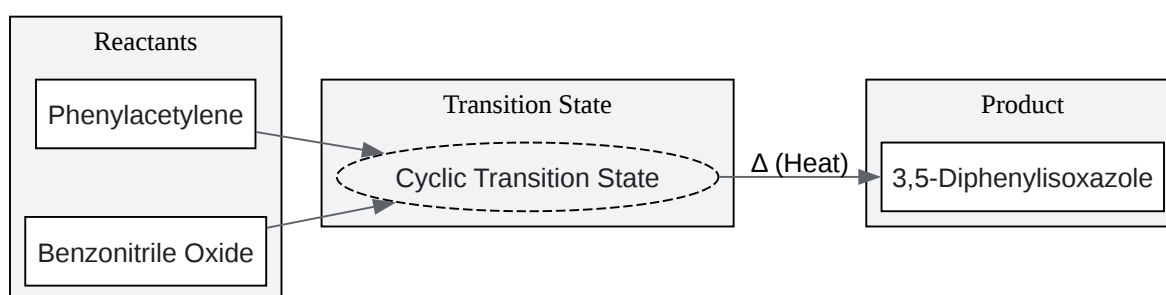 Reactants
Phenylacetylene
Benzonitrile Oxide
Transition State
Cyclic Transition State
Δ (Heat)
Product
3,5-Diphenylisoxazole